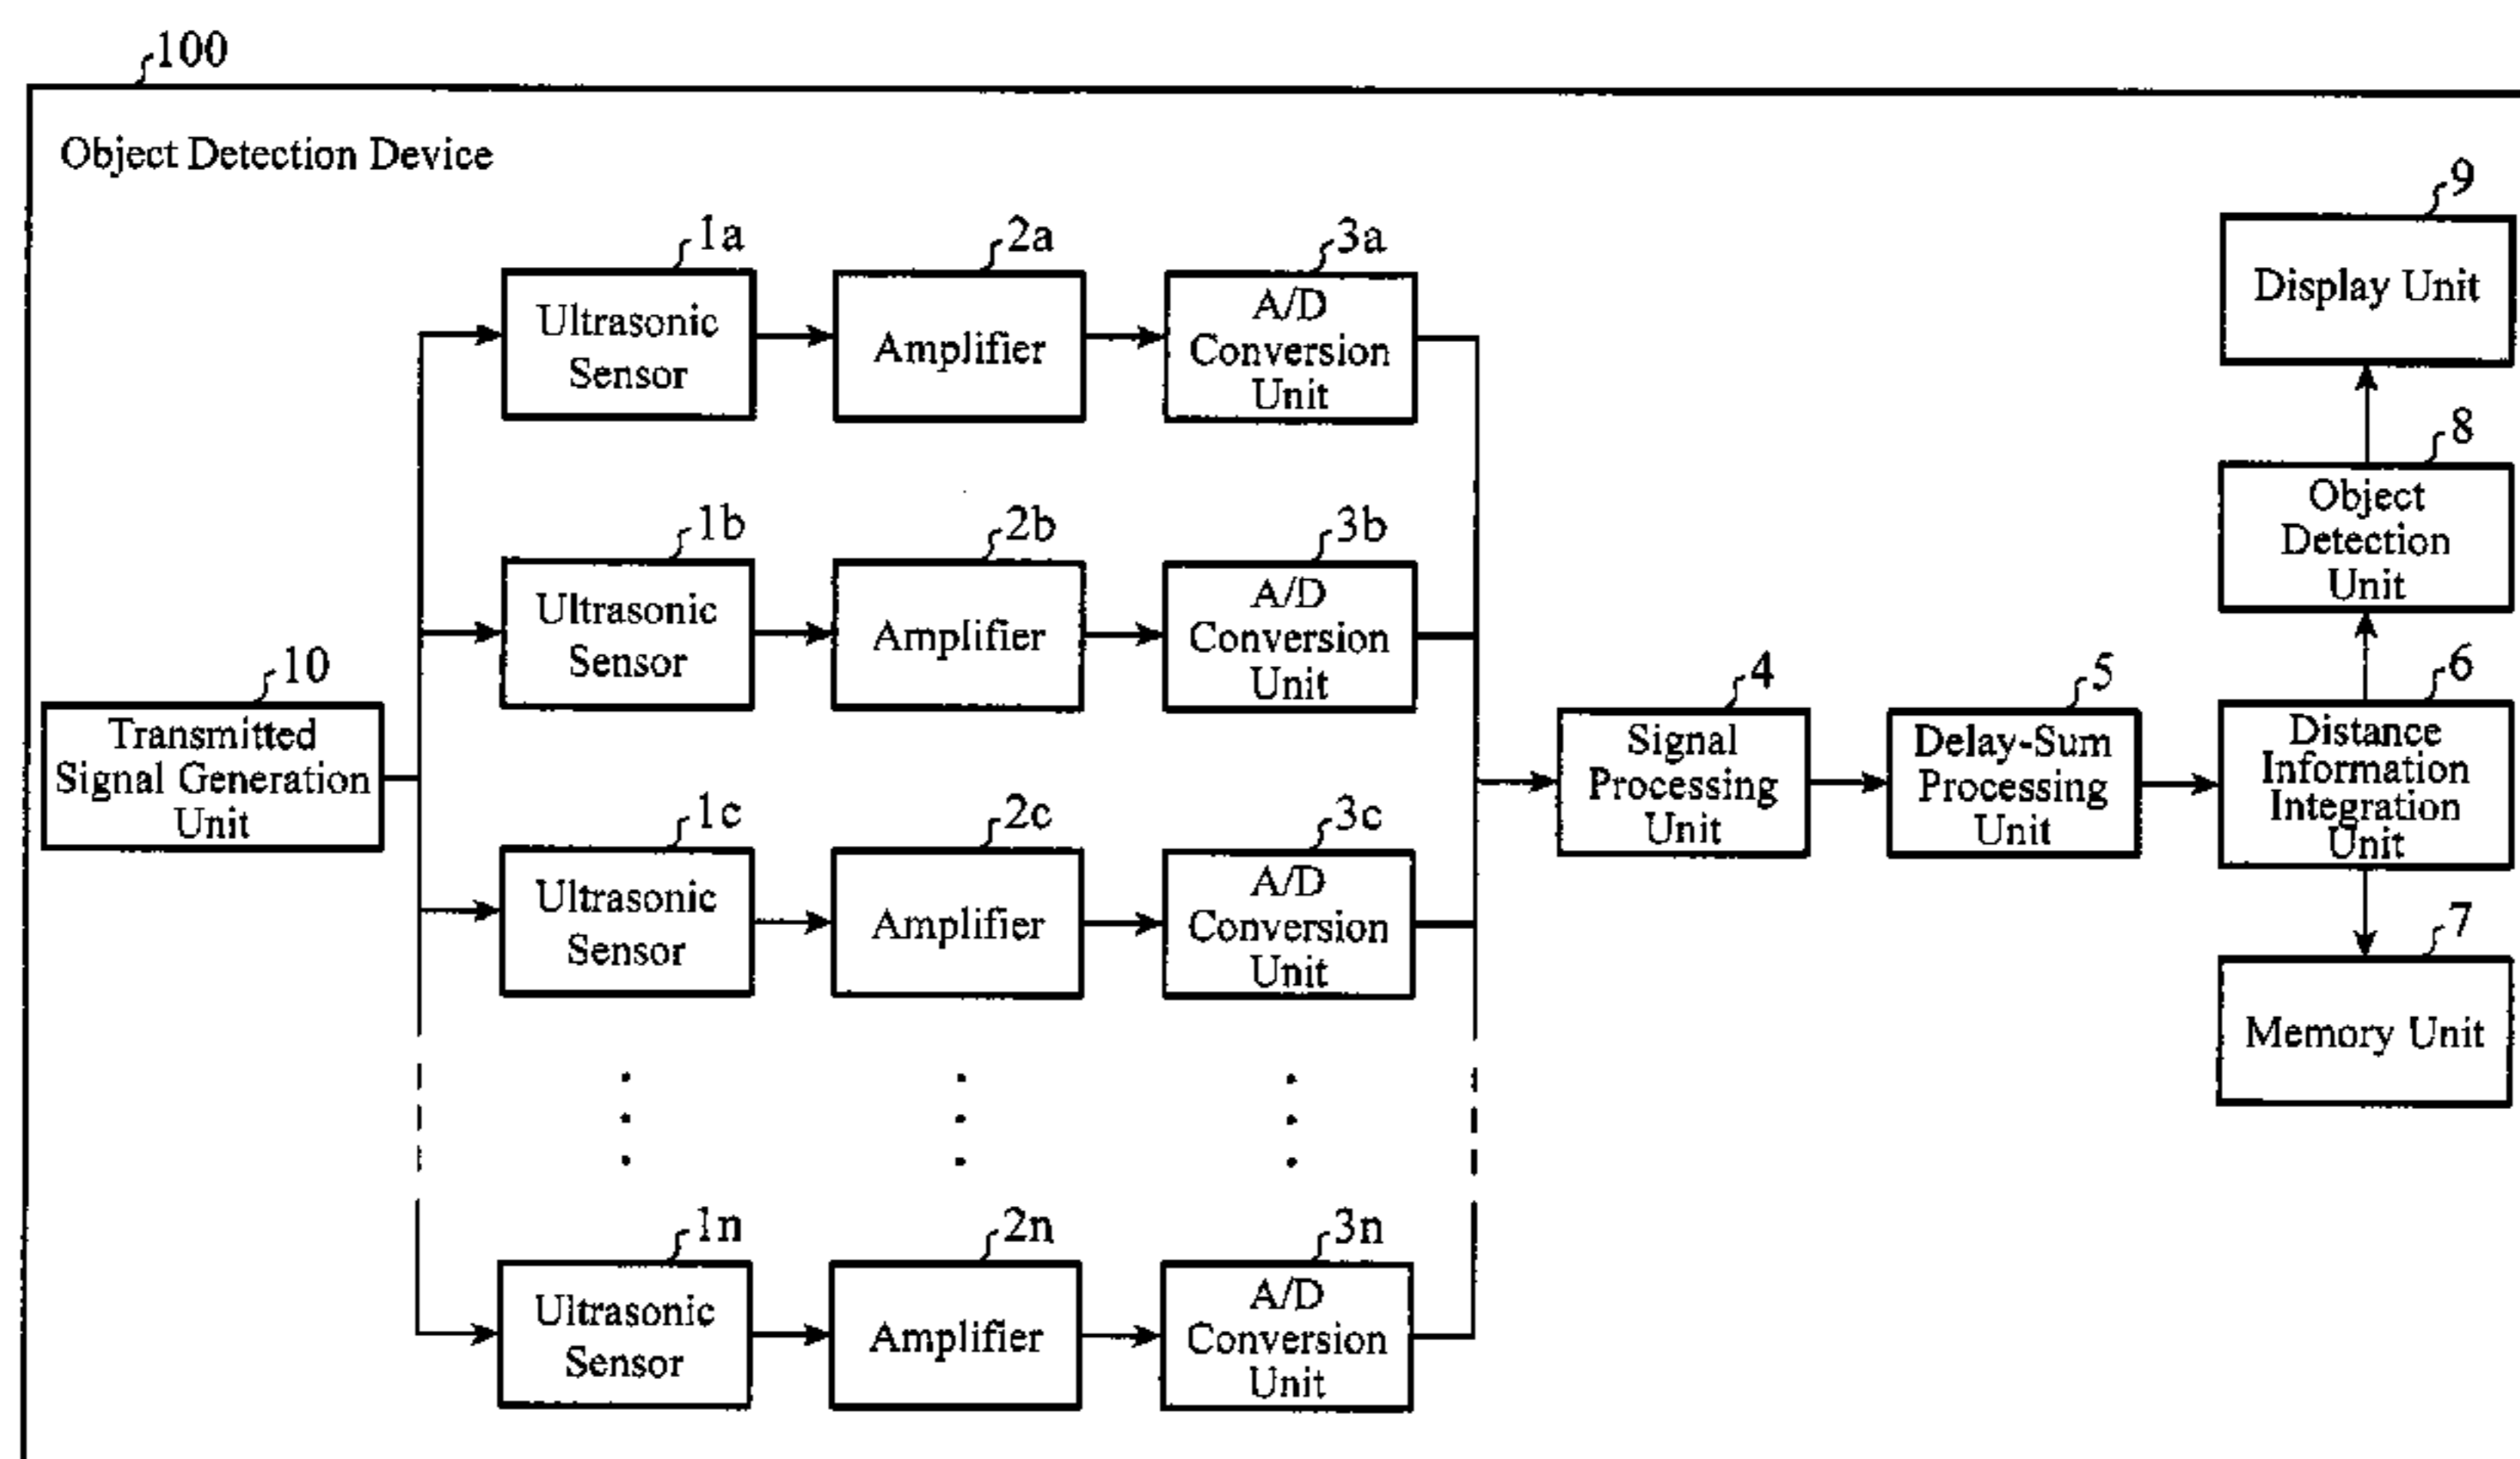 100
Object Detection Device
1a
Ultrasonic
Sensor
2a
Amplifier
3a
A/D
Conversion
Unit
9
Display Unit
1b
Ultrasonic
Sensor
2b
Amplifier
3b
A/D
Conversion
Unit
8
Object
Detection
Unit
10
Transmitted
Signal Generation
Unit
1c
Ultrasonic
Sensor
2c
Amplifier
3c
A/D
Conversion
Unit
4
Signal
Processing
Unit
5
Delay-Sum
Processing
Unit
6
Distance
Information
Integration
Unit
7
Memory Unit
1n
Ultrasonic
Sensor
2n
Amplifier
3n
A/D
Conversion
Unit